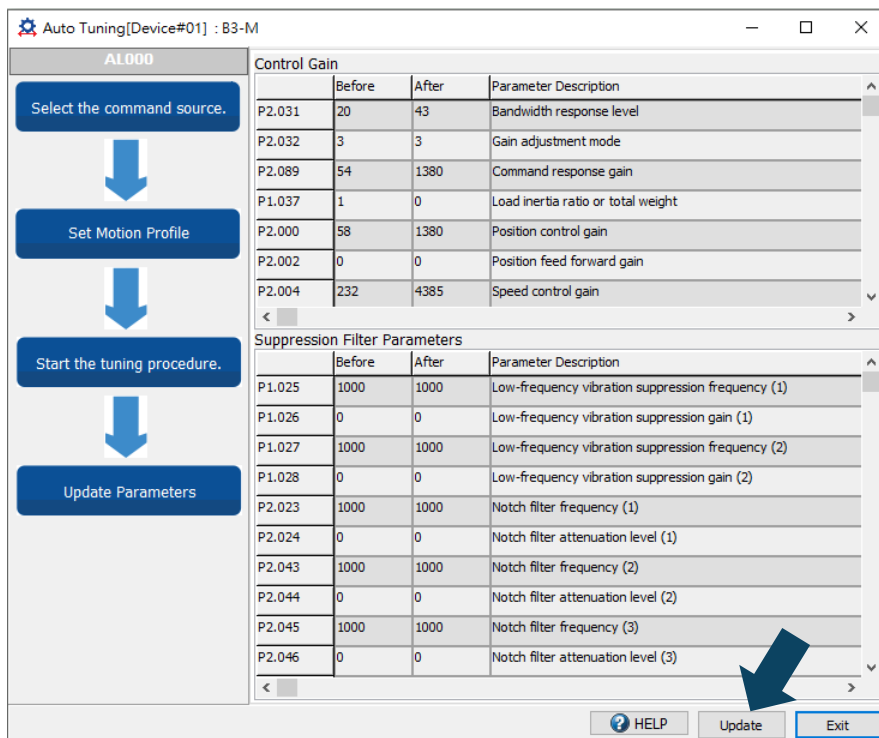 Auto Tuning[Device#01] : B3-M
AL000
Select the command source.
Set Motion Profile
Start the tuning procedure.
Update Parameters
Control Gain
Before After Parameter Description
P2.031 20 43 Bandwidth response level
P2.032 3 3 Gain adjustment mode
P2.089 54 1380 Command response gain
P1.037 1 0 Load inertia ratio or total weight
P2.000 58 1380 Position control gain
P2.002 0 0 Position feed forward gain
P2.004 232 4385 Speed control gain
Suppression Filter Parameters
Before After Parameter Description
P1.025 1000 1000 Low-frequency vibration suppression frequency (1)
P1.026 0 0 Low-frequency vibration suppression gain (1)
P1.027 1000 1000 Low-frequency vibration suppression frequency (2)
P1.028 0 0 Low-frequency vibration suppression gain (2)
P2.023 1000 1000 Notch filter frequency (1)
P2.024 0 0 Notch filter attenuation level (1)
P2.043 1000 1000 Notch filter frequency (2)
P2.044 0 0 Notch filter attenuation level (2)
P2.045 1000 1000 Notch filter frequency (3)
P2.046 0 0 Notch filter attenuation level (3)
? HELP Update Exit